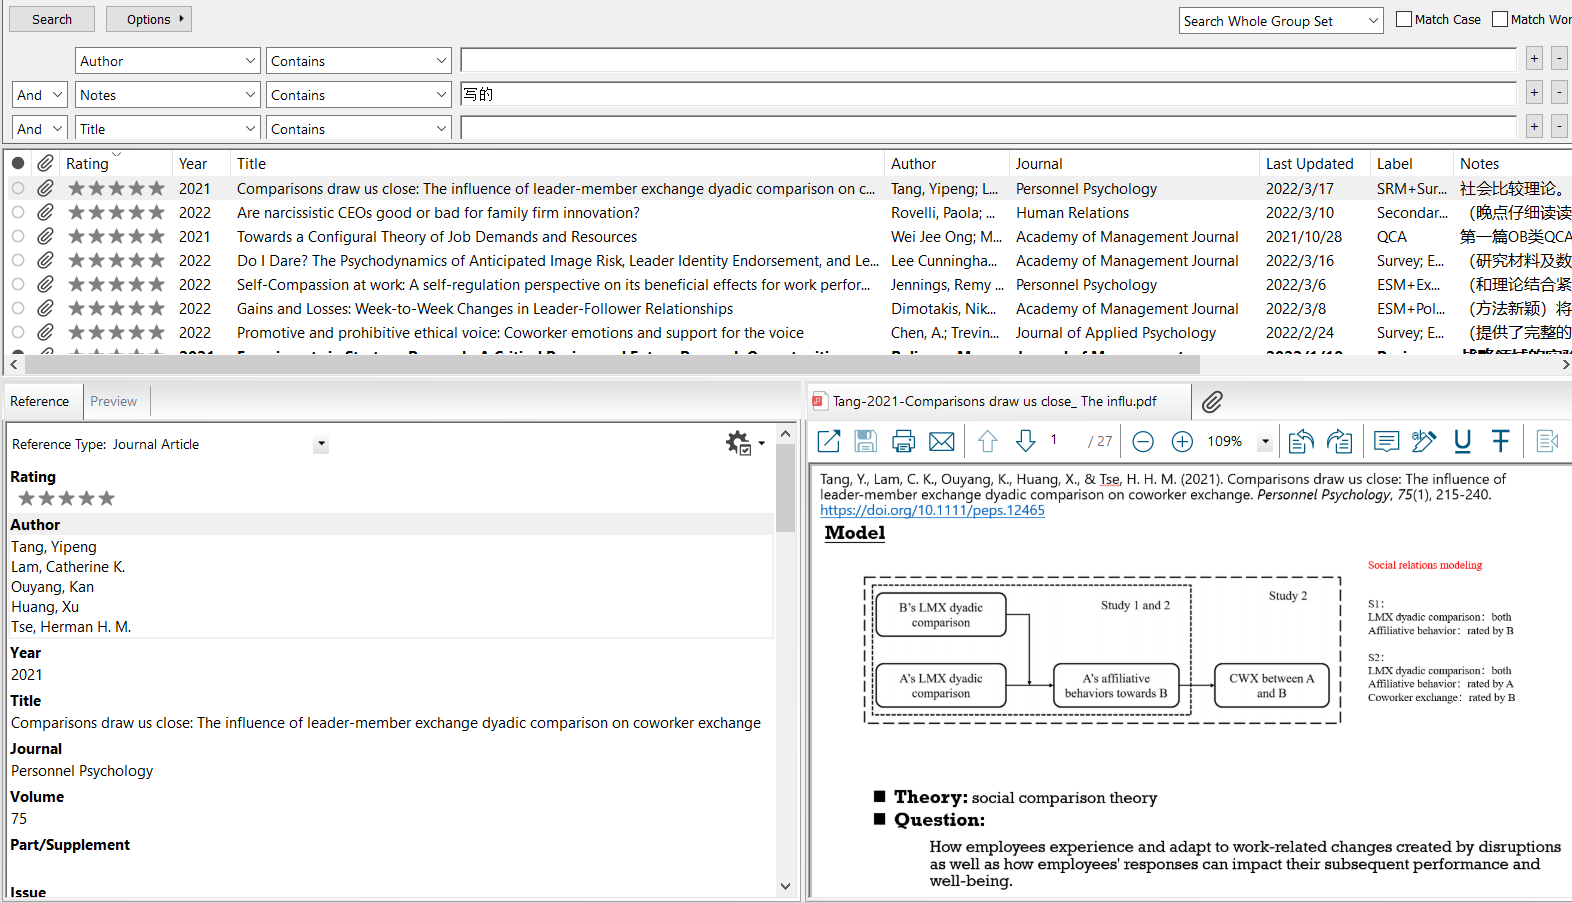 Search Options Search Whole Group Set Match Case Match Wor
Author Contains
And Notes Contains 写的
And Title Contains
Rating Year Title Author Journal Last Updated Label Notes
2021 Comparisons draw us close: The influence of leader-member exchange dyadic comparison on c... Tang, Yipeng; L... Personnel Psychology 2022/3/17 SRM+Sur... 社会比较理论。
2022 Are narcissistic CEOs good or bad for family firm innovation? Rovelli, Paola; ... Human Relations 2022/3/10 Secondar... （晚点仔细读读
2021 Towards a Configural Theory of Job Demands and Resources Wei Jee Ong; M... Academy of Management Journal 2021/10/28 QCA 第一篇OB类QCA
2022 Do I Dare? The Psychodynamics of Anticipated Image Risk, Leader Identity Endorsement, and Le... Lee Cunningha... Academy of Management Journal 2022/3/16 Survey; E... （研究材料及数
2022 Self-Compassion at work: A self-regulation perspective on its beneficial effects for work perfor... Jennings, Remy ... Personnel Psychology 2022/3/6 ESM+Ex... （和理论结合紧
2022 Gains and Losses: Week-to-Week Changes in Leader-Follower Relationships Dimotakis, Nik... Academy of Management Journal 2022/3/8 ESM+Pol... （方法新颖）将
2022 Promotive and prohibitive ethical voice: Coworker emotions and support for the voice Chen, A.; Trevin... Journal of Applied Psychology 2022/2/24 Survey; E... （提供了完整的
Reference Preview
Reference Type: Journal Article
Rating
Author
Tang, Yipeng
Lam, Catherine K.
Ouyang, Kan
Huang, Xu
Tse, Herman H. M.
Year
2021
Title
Comparisons draw us close: The influence of leader-member exchange dyadic comparison on coworker exchange
Journal
Personnel Psychology
Volume
75
Part/Supplement
Issue
Tang-2021-Comparisons draw us close_ The influ.pdf
1 / 27 109%
Tang, Y., Lam, C. K., Ouyang, K., Huang, X., & Tse, H. H. M. (2021). Comparisons draw us close: The influence of
leader-member exchange dyadic comparison on coworker exchange. Personnel Psychology, 75(1), 215-240.
https://doi.org/10.1111/peps.12465
Model
Social relations modeling
B's LMX dyadic
comparison
Study 1 and 2
Study 2
A's LMX dyadic
comparison
A's affiliative
behaviors towards B
CWX between A
and B
S1:
LMX dyadic comparison: both
Affiliative behavior: rated by B
S2:
LMX dyadic comparison: both
Affiliative behavior: rated by A
Coworker exchange: rated by B
Theory: social comparison theory
Question:
How employees experience and adapt to work-related changes created by disruptions
as well as how employees' responses can impact their subsequent performance and
well-being.